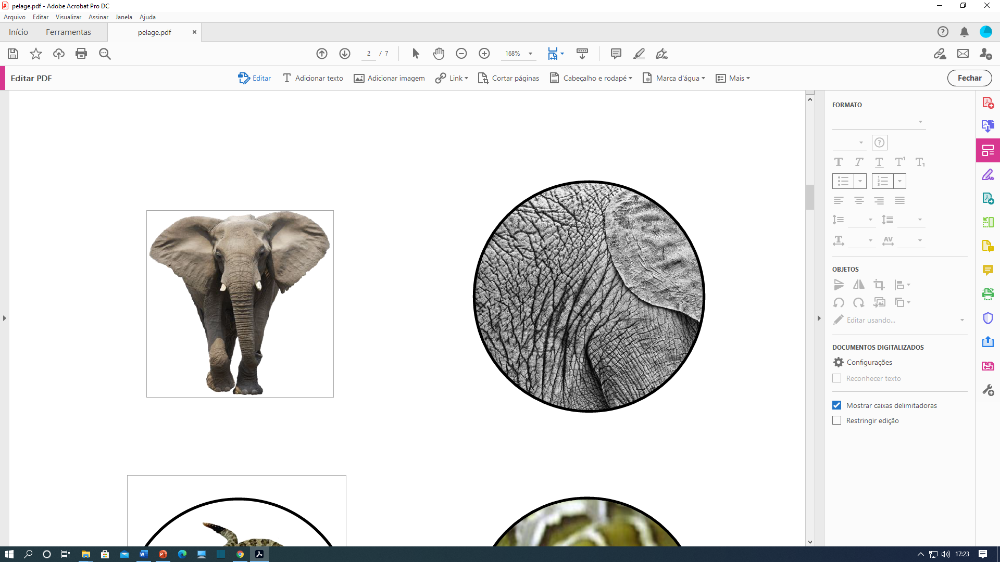 pelage.pdf - Adobe Acrobat Pro DC
Arquivo Editar Visualizar Assinar Janela Ajuda
Início Ferramentas pelage.pdf
2 / 7 168%
Editar PDF Editar Adicionar texto Adicionar imagem Link Cortar páginas Cabeçalho e rodapé Marca d'água Mais Fechar
FORMATO
OBJETOS
Editar usando...
DOCUMENTOS DIGITALIZADOS
Configurações
Reconhecer texto
Mostrar caixas delimitadoras
Restringir edição
17:23